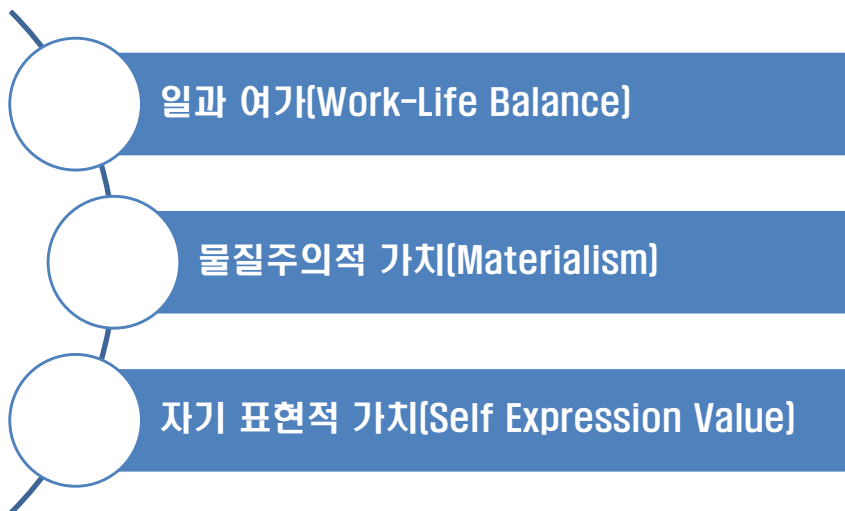 일과 여가(Work-Life Balance)
물질주의적 가치(Materialism)
자기 표현적 가치(Self Expression Value)